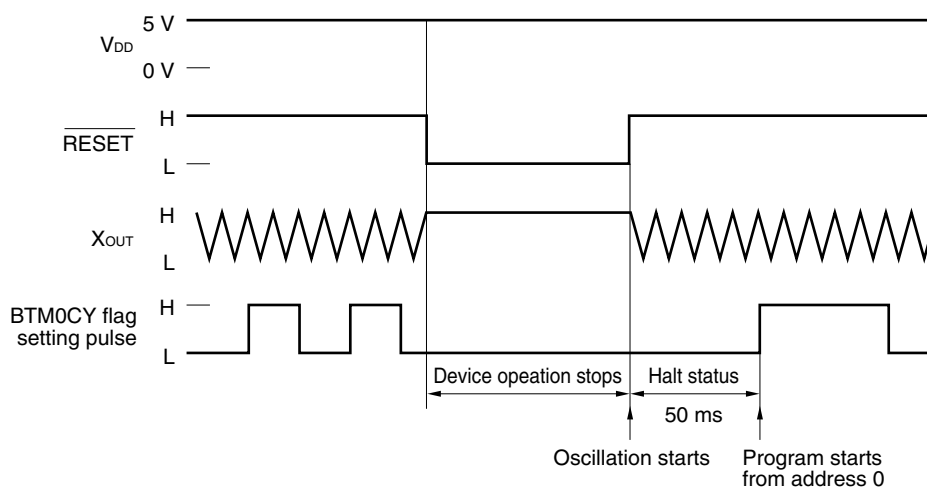 5 V
VDD
0 V
H
RESET
L
H
XOUT
L
H
BTM0CY flag
setting pulse
L
Device opeation stops
Halt status
50 ms
Oscillation starts
Program starts
from address 0